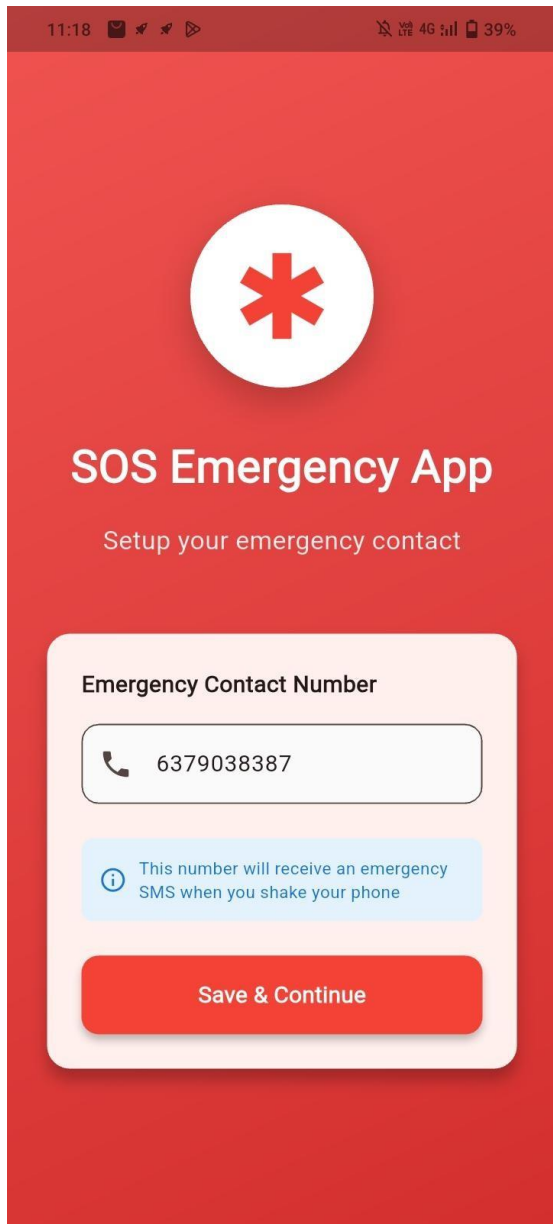 11:18 4G 39%
SOS Emergency App
Setup your emergency contact
Emergency Contact Number
6379038387
This number will receive an emergency
SMS when you shake your phone
Save & Continue